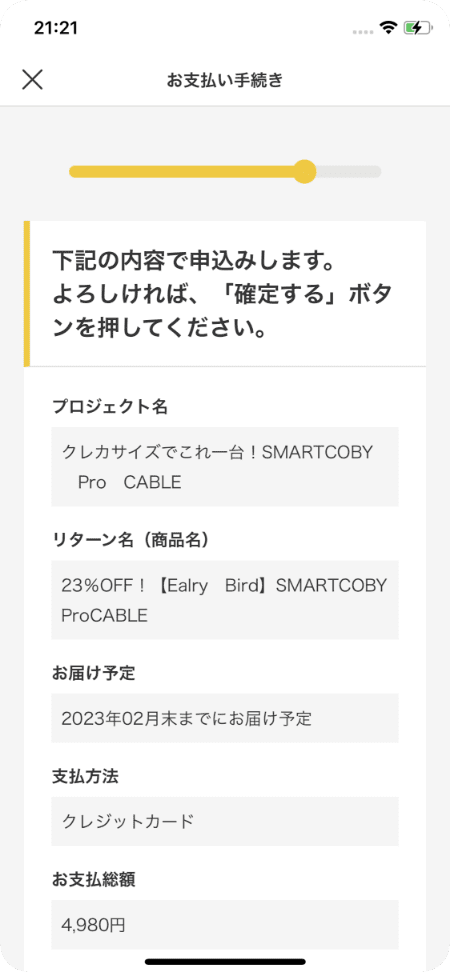 21:21
お支払い手続き
下記の内容で申込みします。
よろしければ、「確定する」ボタ
ンを押してください。
プロジェクト名
クレカサイズでこれ一台！SMARTCOBY
　Pro　CABLE
リターン名（商品名）
23%OFF！【Ealry　Bird】SMARTCOBY
ProCABLE
お届け予定
2023年02月末までにお届け予定
支払方法
クレジットカード
お支払総額
4,980円